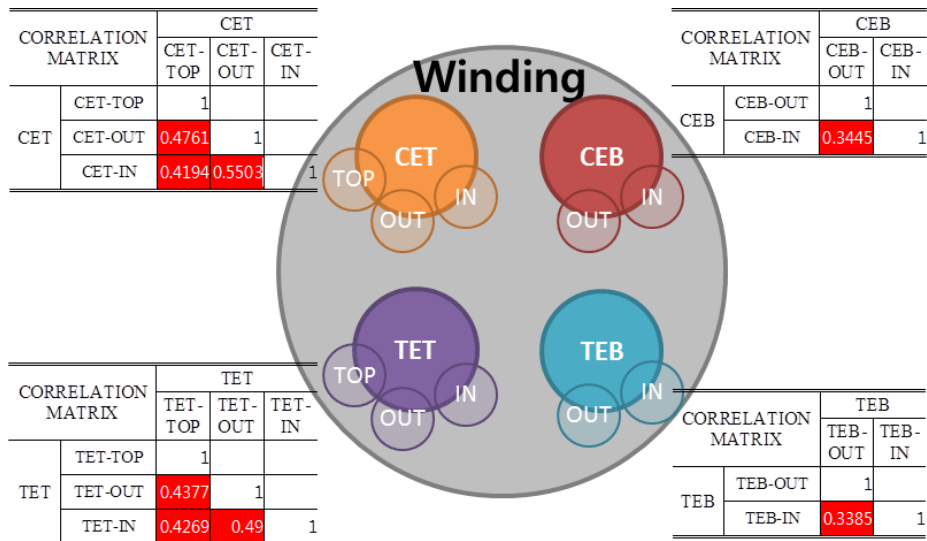 CORRELATION MATRIX CET
CET-TOP CET-OUT CET-IN
CET CET-TOP 1
CET-OUT 0.4761 1
CET-IN 0.4194 0.5503 1
CORRELATION MATRIX CEB
CEB-OUT CEB-IN
CEB CEB-OUT 1
CEB-IN 0.3445 1
Winding
CET
TOP
OUT
IN
CEB
OUT
IN
TET
TOP
OUT
IN
TEB
OUT
IN
CORRELATION MATRIX TET
TET-TOP TET-OUT TET-IN
TET TET-TOP 1
TET-OUT 0.4377 1
TET-IN 0.4269 0.49 1
CORRELATION MATRIX TEB
TEB-OUT TEB-IN
TEB TEB-OUT 1
TEB-IN 0.3385 1